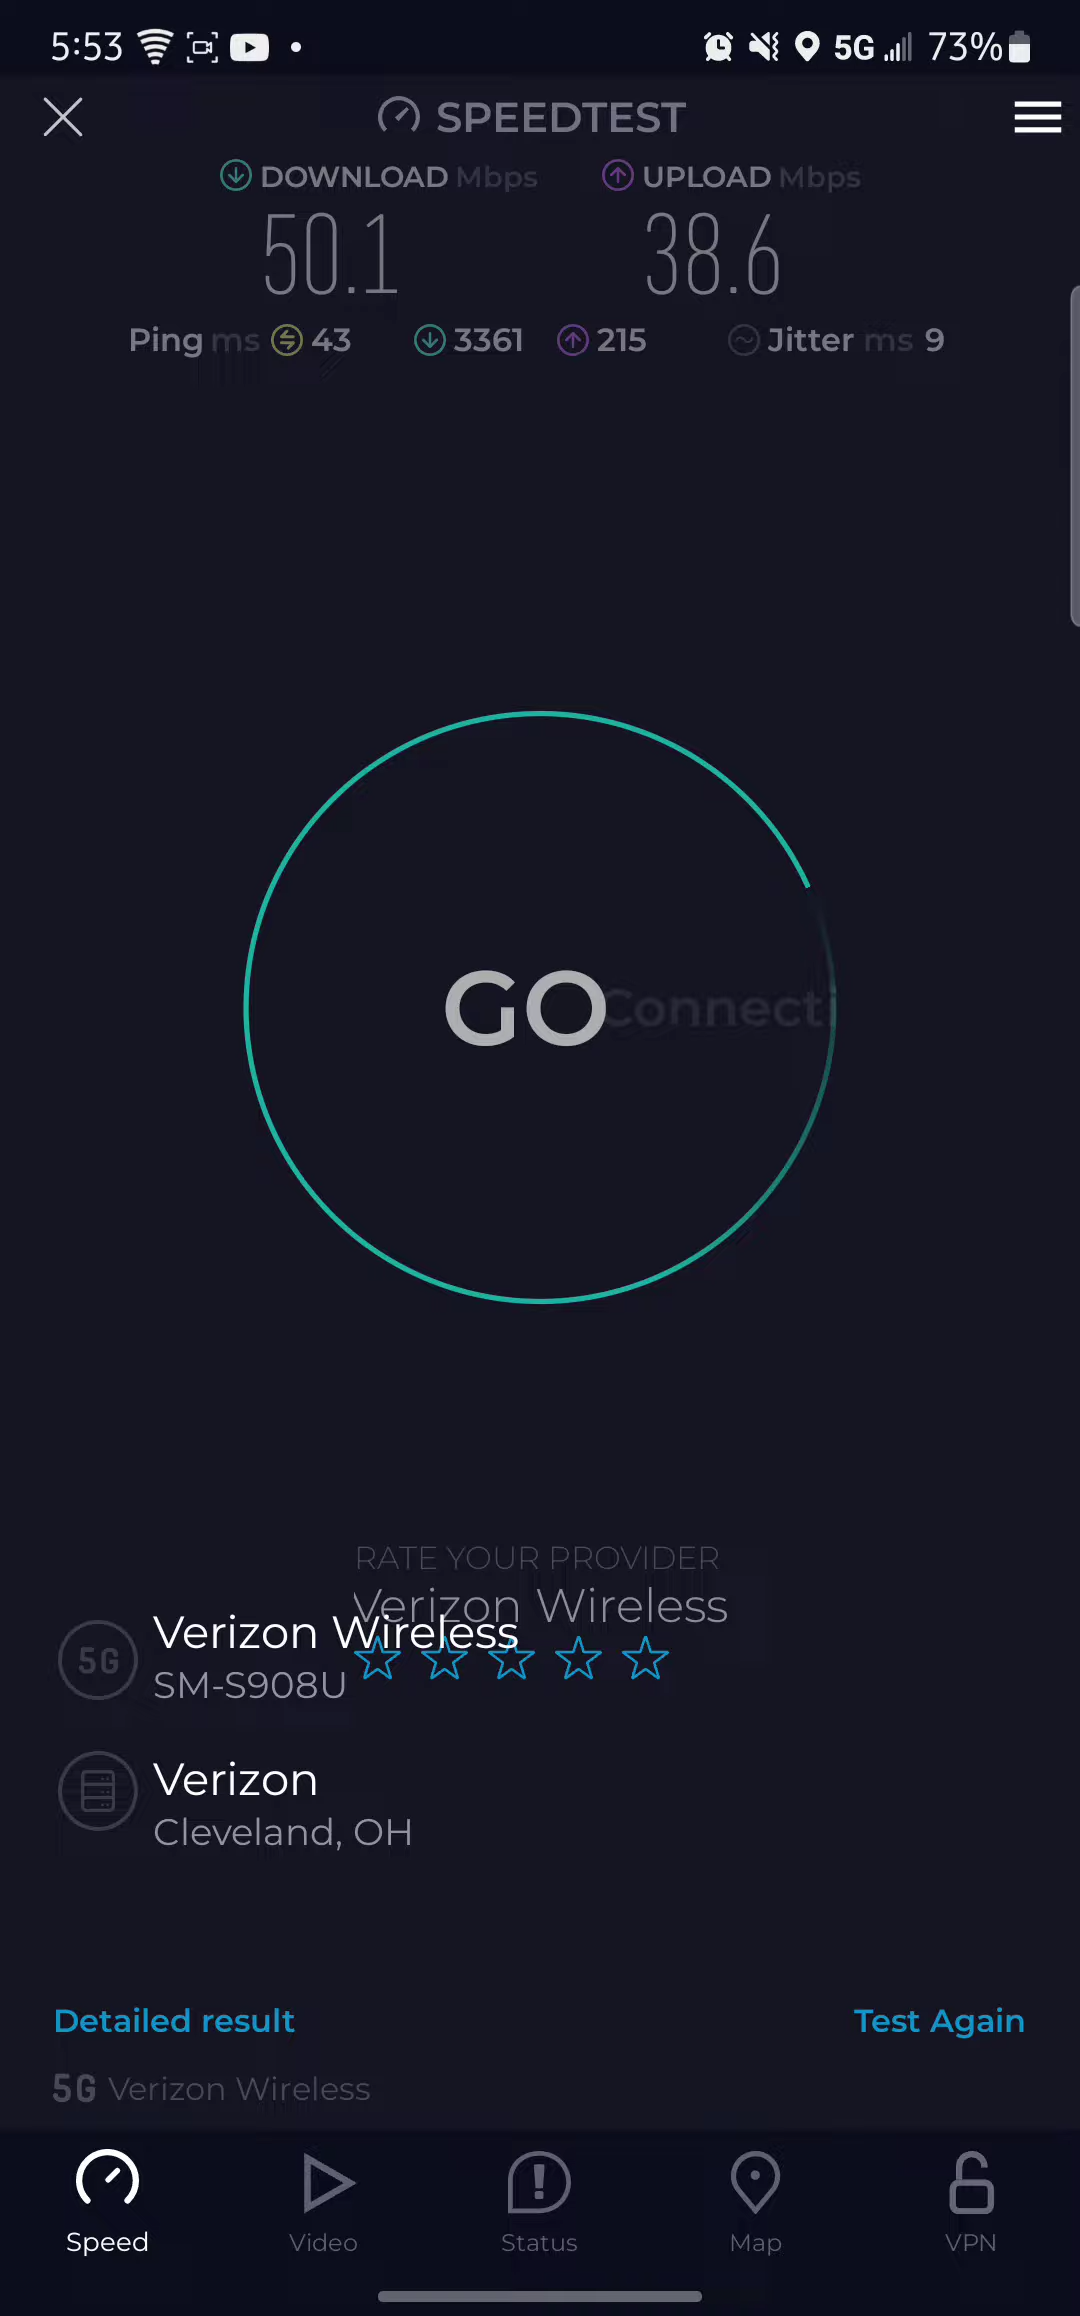 5:53 5G 73%
SPEEDTEST
DOWNLOAD Mbps UPLOAD Mbps
50.1 38.6
Ping ms 43 3361 215 Jitter ms 9
GO Connecti
RATE YOUR PROVIDER
Verizon Wireless
5G Verizon Wireless
SM-S908U
Verizon
Cleveland, OH
Detailed result Test Again
5G Verizon Wireless
Speed Video Status Map VPN